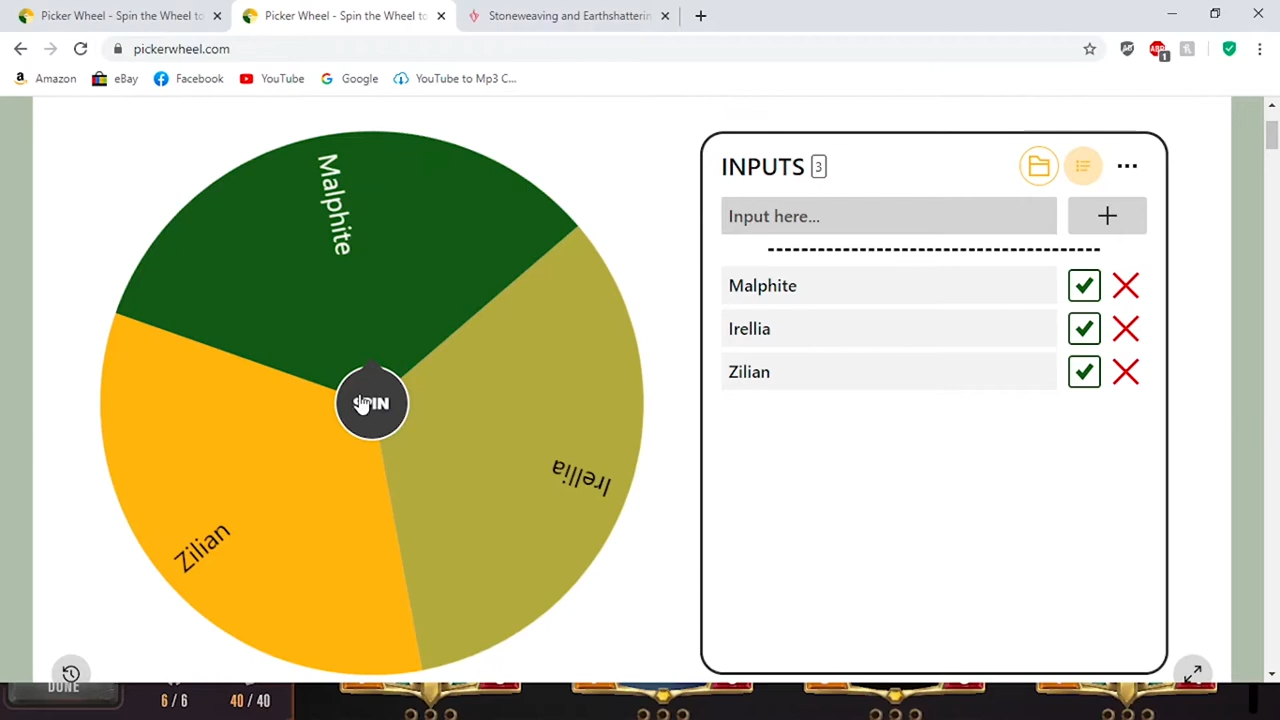 Picker Wheel - Spin the Wheel to
Picker Wheel - Spin the Wheel to
Stoneweaving and Earthshatterin
pickerwheel.com
1
Amazon
eBay
Facebook
YouTube
Google
YouTube to Mp3 C...
Malphite
Irellia
Zilian
SPIN
INPUTS 3
Input here...
Malphite
Irellia
Zilian
DONE
6 / 6
40 / 40